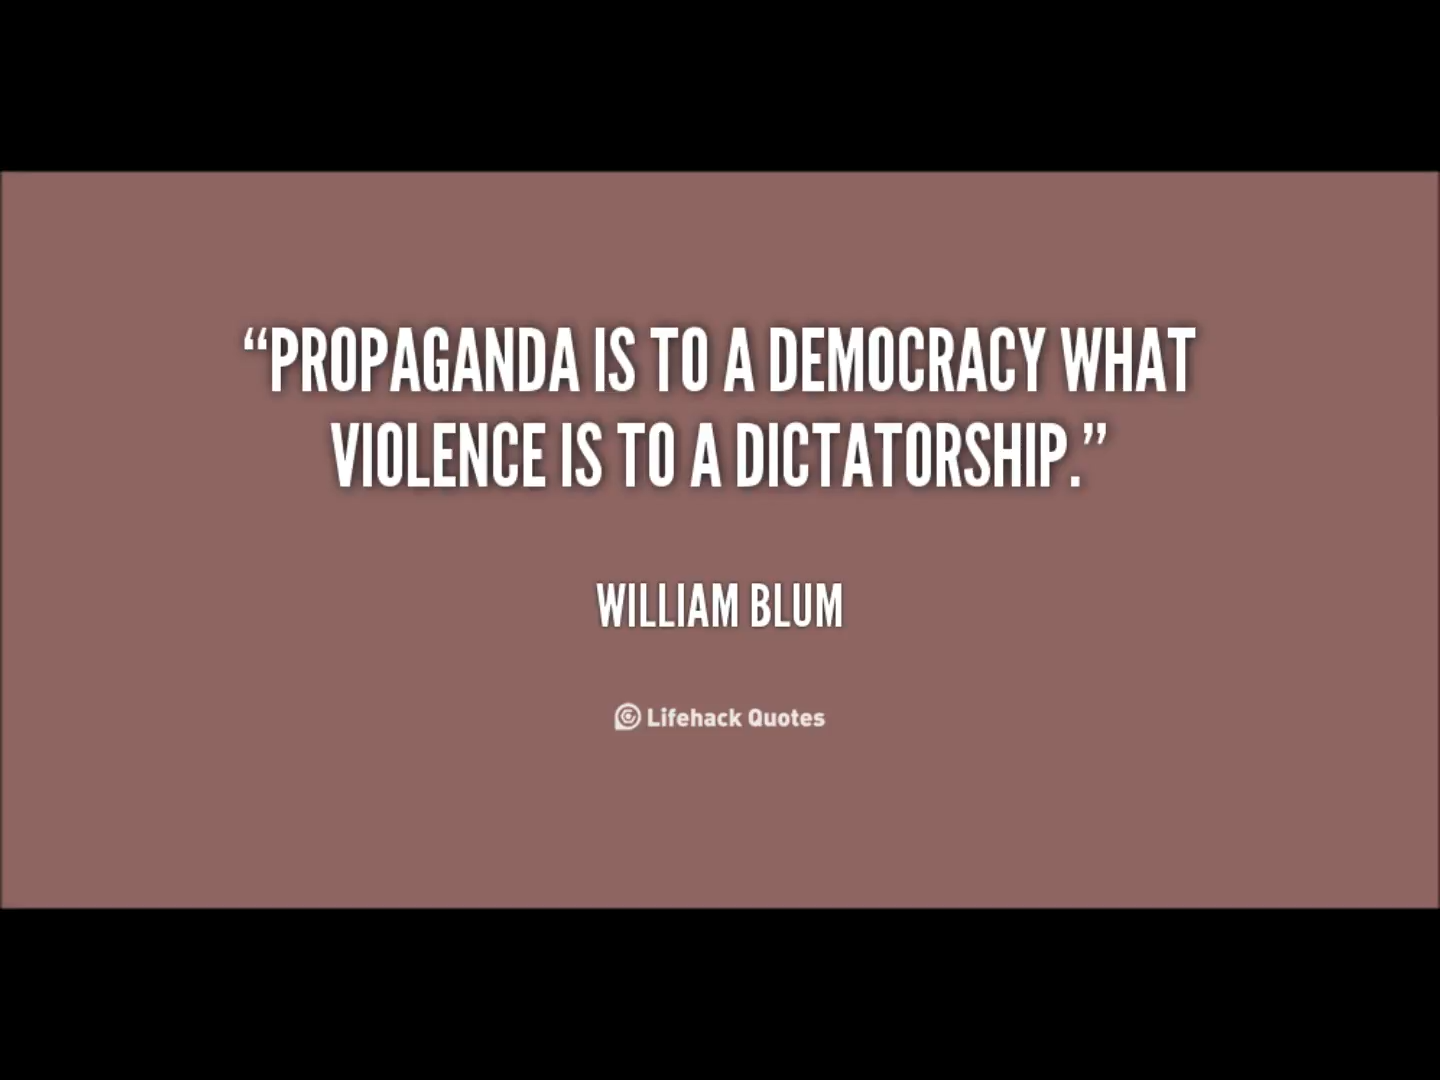 “PROPAGANDA IS TO A DEMOCRACY WHAT
VIOLENCE IS TO A DICTATORSHIP.”
WILLIAM BLUM
Lifehack Quotes